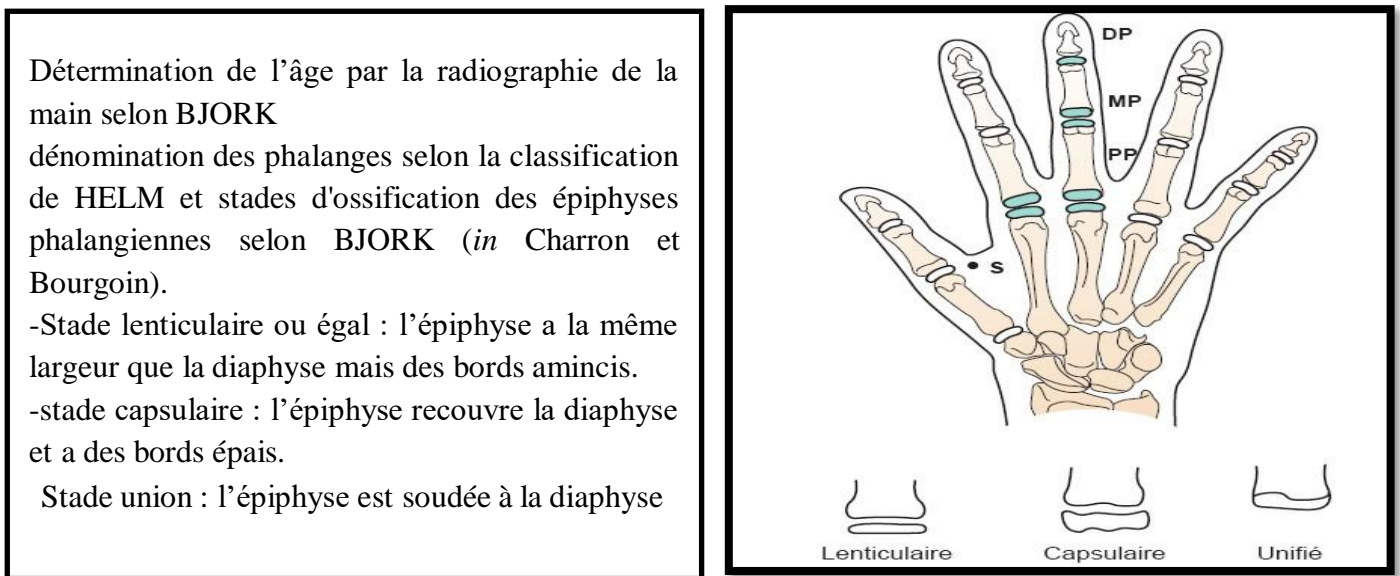 Détermination de l’âge par la radiographie de la
main selon BJORK
dénomination des phalanges selon la classification
de HELM et stades d'ossification des épiphyses
phalangiennes selon BJORK (in Charron et
Bourgoin).
-Stade lenticulaire ou égal : l’épiphyse a la même
largeur que la diaphyse mais des bords amincis.
-stade capsulaire : l’épiphyse recouvre la diaphyse
et a des bords épais.
Stade union : l’épiphyse est soudée à la diaphyse
DP
MP
PP
S
Lenticulaire
Capsulaire
Unifié